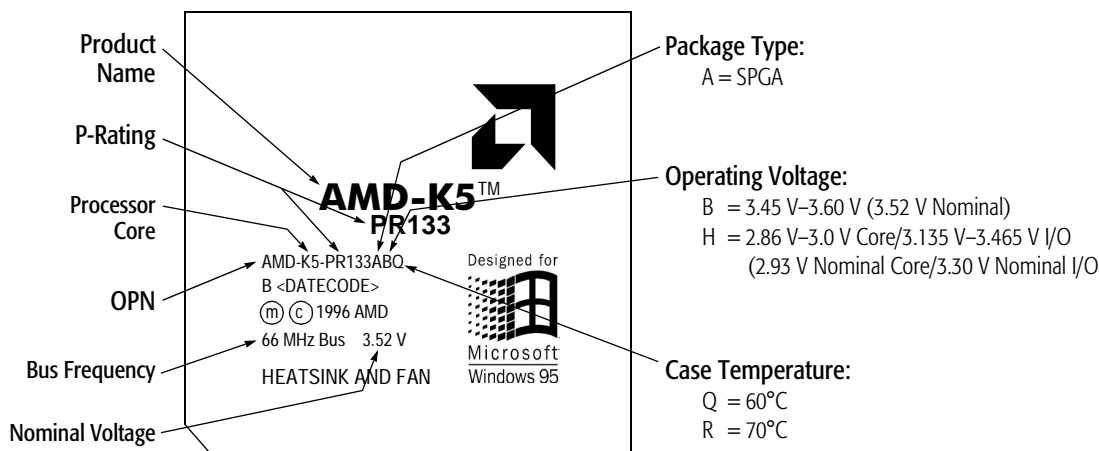 Product
Name
P-Rating
Processor
Core
OPN
Bus Frequency
Nominal Voltage
AMD-K5™
PR133
AMD-K5-PR133ABQ
B <DATECODE>
m c 1996 AMD
66 MHz Bus 3.52 V
HEATSINK AND FAN
Designed for
Microsoft
Windows 95
Package Type:
A = SPGA
Operating Voltage:
B = 3.45 V–3.60 V (3.52 V Nominal)
H = 2.86 V–3.0 V Core/3.135 V–3.465 V I/O
(2.93 V Nominal Core/3.30 V Nominal I/O
Case Temperature:
Q = 60°C
R = 70°C